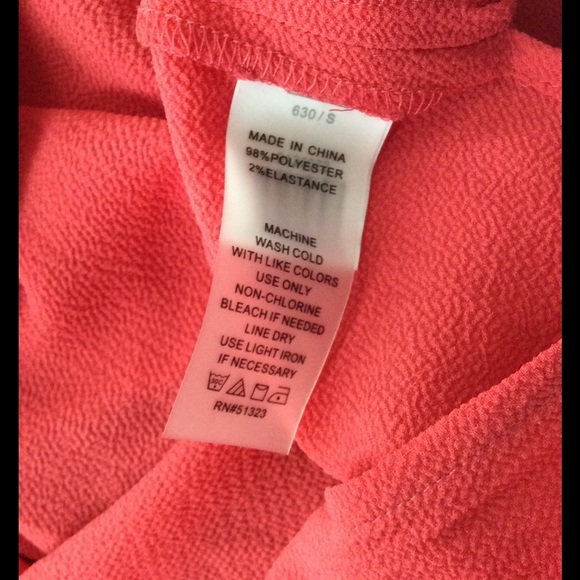 630 / S
MADE IN CHINA
98%POLYESTER
2%ELASTANCE
MACHINE
WASH COLD
WITH LIKE COLORS
USE ONLY
NON-CHLORINE
BLEACH IF NEEDED
LINE DRY
USE LIGHT IRON
IF NECESSARY
RN#51323